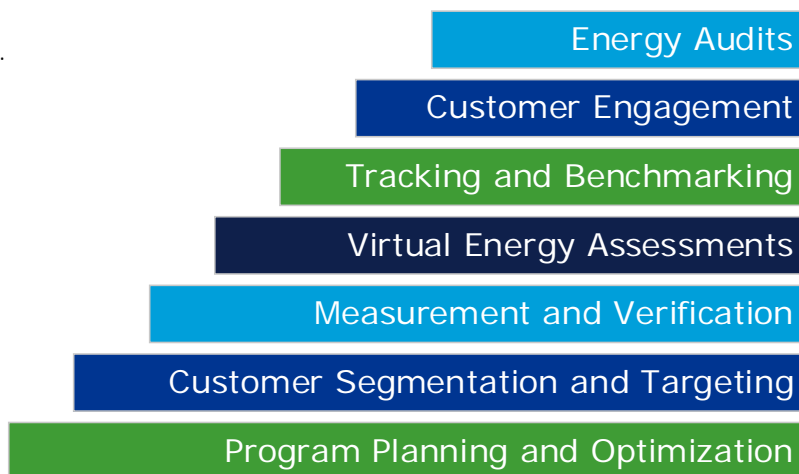 Energy Audits
.
Customer Engagement
Tracking and Benchmarking
Virtual Energy Assessments
Measurement and Verification
Customer Segmentation and Targeting
Program Planning and Optimization